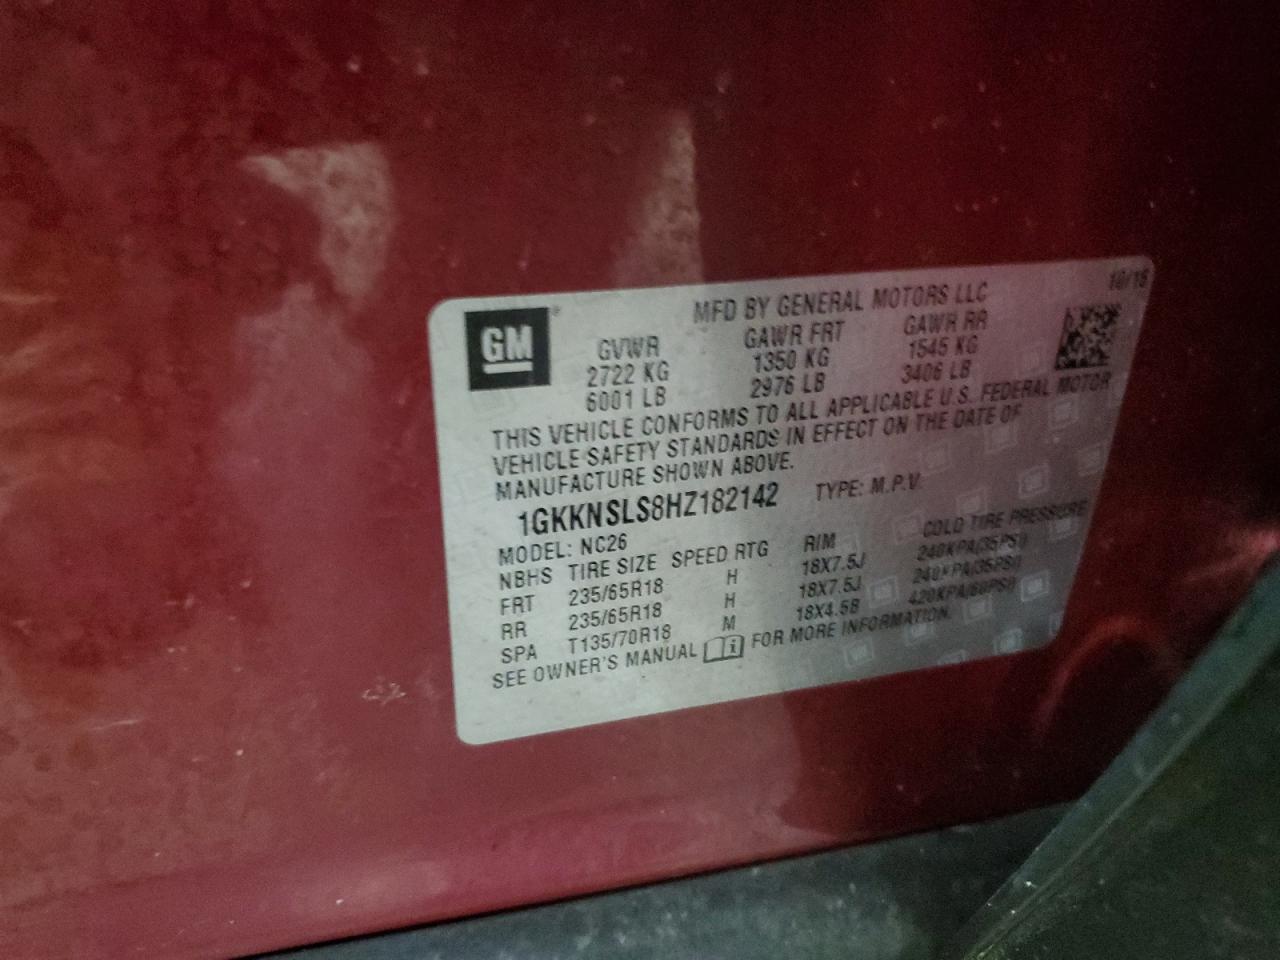 10/16
MFD BY GENERAL MOTORS LLC
GM
GVWR GAWR FRT GAWR RR
2722 KG 1350 KG 1545 KG
6001 LB 2976 LB 3406 LB
THIS VEHICLE CONFORMS TO ALL APPLICABLE U.S. FEDERAL MOTOR
VEHICLE SAFETY STANDARDS IN EFFECT ON THE DATE OF
MANUFACTURE SHOWN ABOVE.
1GKKNSLS8HZ182142 TYPE: M.P.V.
MODEL: NC26
NBHS TIRE SIZE SPEED RTG RIM COLD TIRE PRESSURE
FRT 235/65R18 H 18X7.5J 240KPA(35PSI)
RR 235/65R18 H 18X7.5J 240KPA(35PSI)
SPA T135/70R18 M 18X4.5B 420KPA(60PSI)
SEE OWNER'S MANUAL FOR MORE INFORMATION.